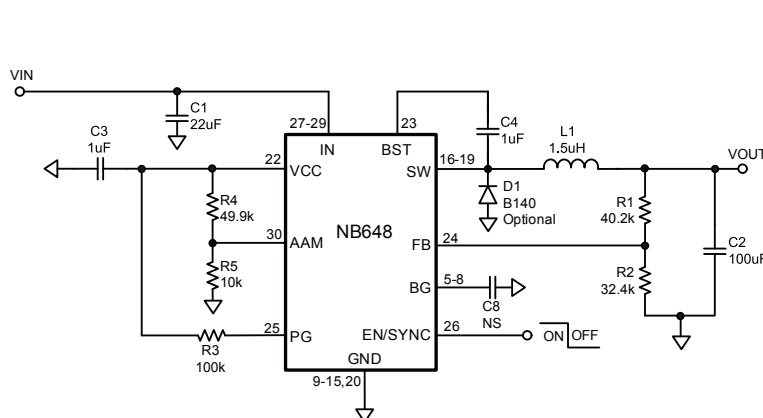 VIN
C1
22uF
27-29
23
C4
1uF
L1
1.5uH
C3
1uF
IN
BST
22
VCC
SW
16-19
VOUT
R4
49.9k
D1
B140
Optional
R1
40.2k
30
AAM
NB648
FB
24
C2
100uF
R5
10k
R2
32.4k
BG
5-8
C8
NS
25
PG
EN/SYNC
26
ON
OFF
R3
100k
GND
9-15,20